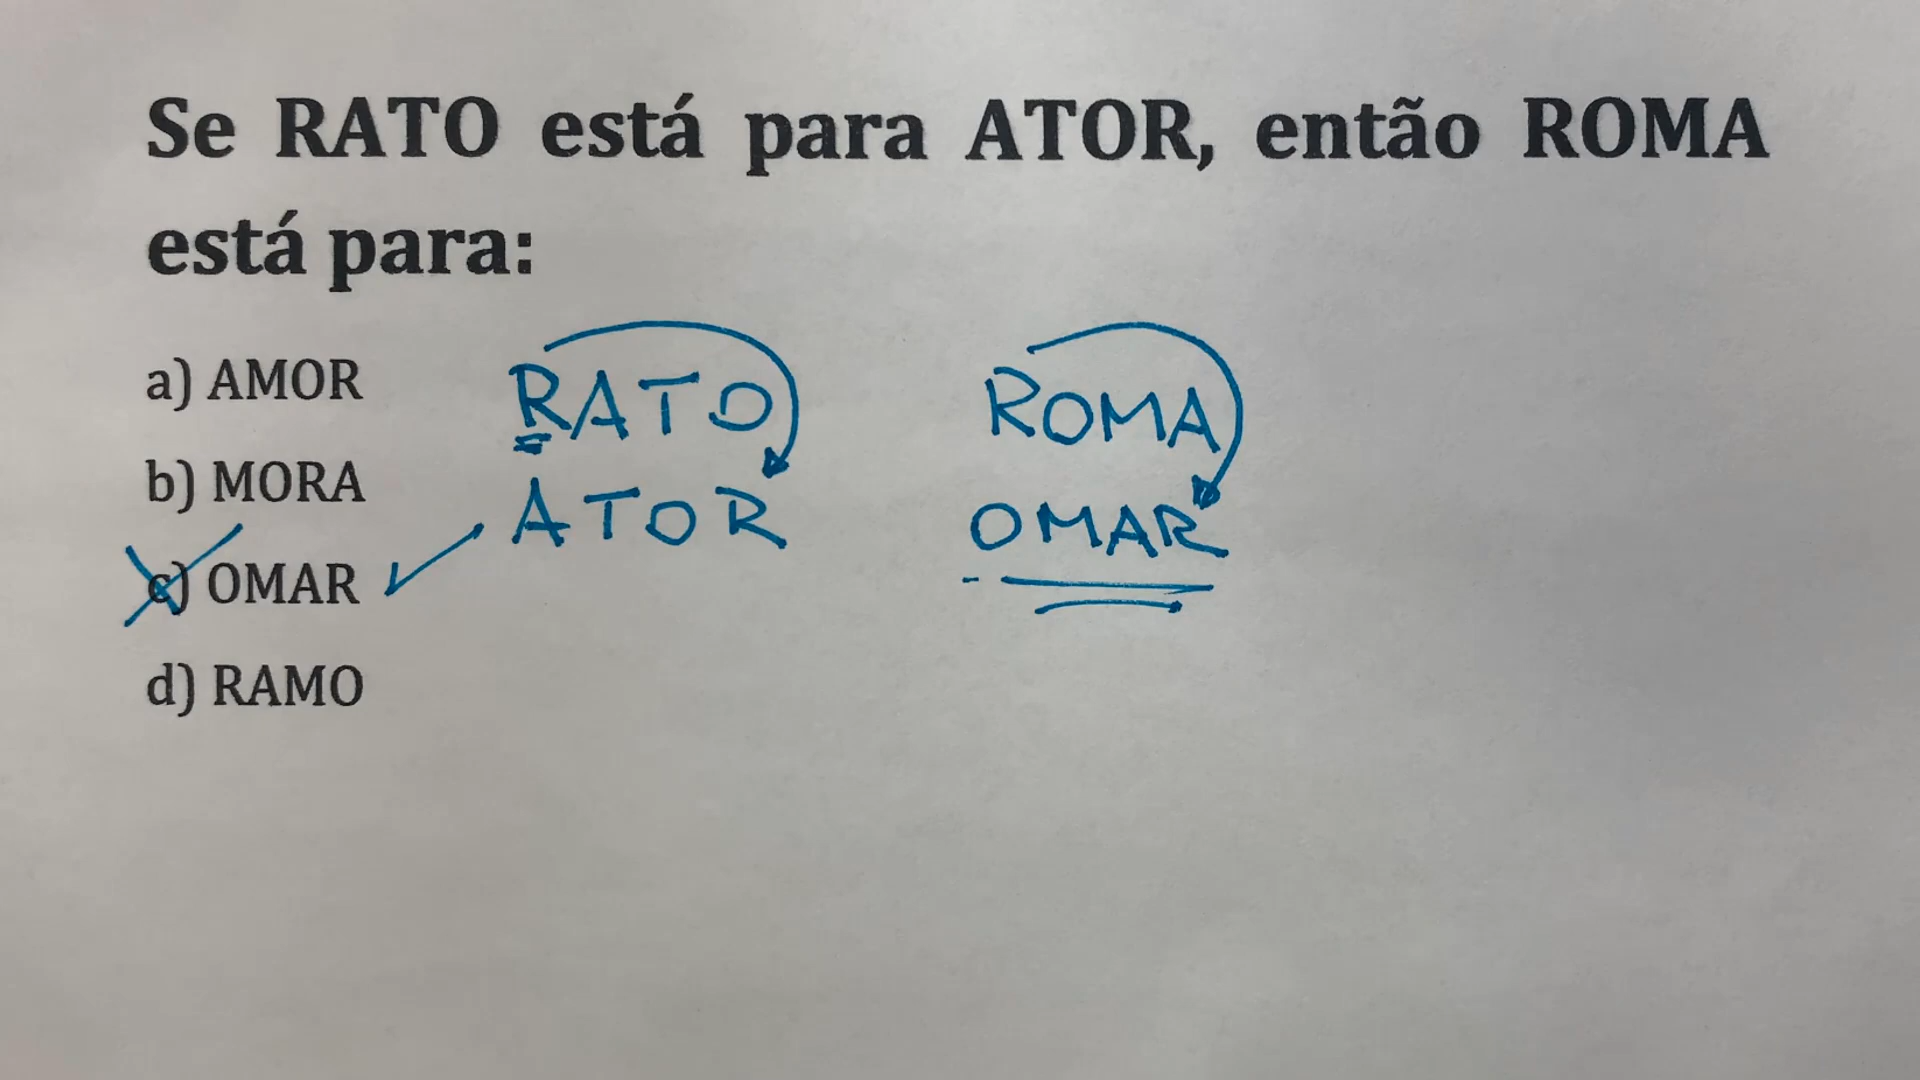 Se RATO está para ATOR, então ROMA
está para:
a) AMOR
b) MORA
c) OMAR
d) RAMO
RATO
ATOR
ROMA
OMAR